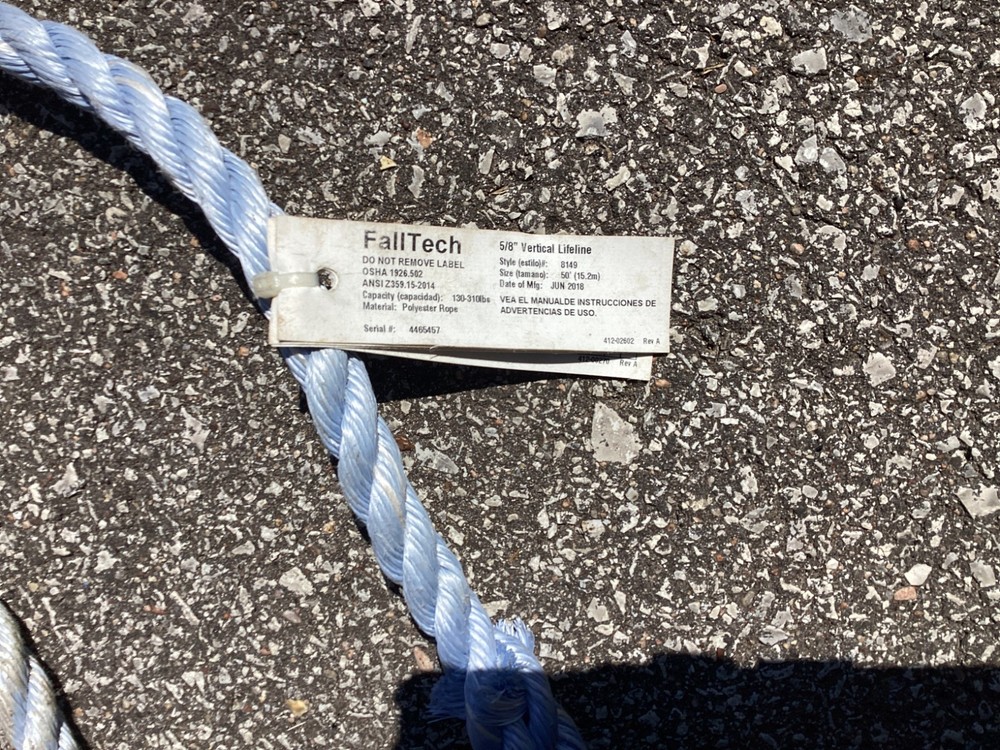 FallTech
DO NOT REMOVE LABEL
OSHA 1926.502
ANSI Z359.15-2014
Capacity (capacidad): 130-310lbs
Material: Polyester Rope
Serial #: 4465457
5/8" Vertical Lifeline
Style (estilo)#: 8149
Size (tamano): 50' (15.2m)
Date of Mfg: JUN 2018
VEA EL MANUALDE INSTRUCCIONES DE
ADVERTENCIAS DE USO.
412-02602 Rev A
Rev A